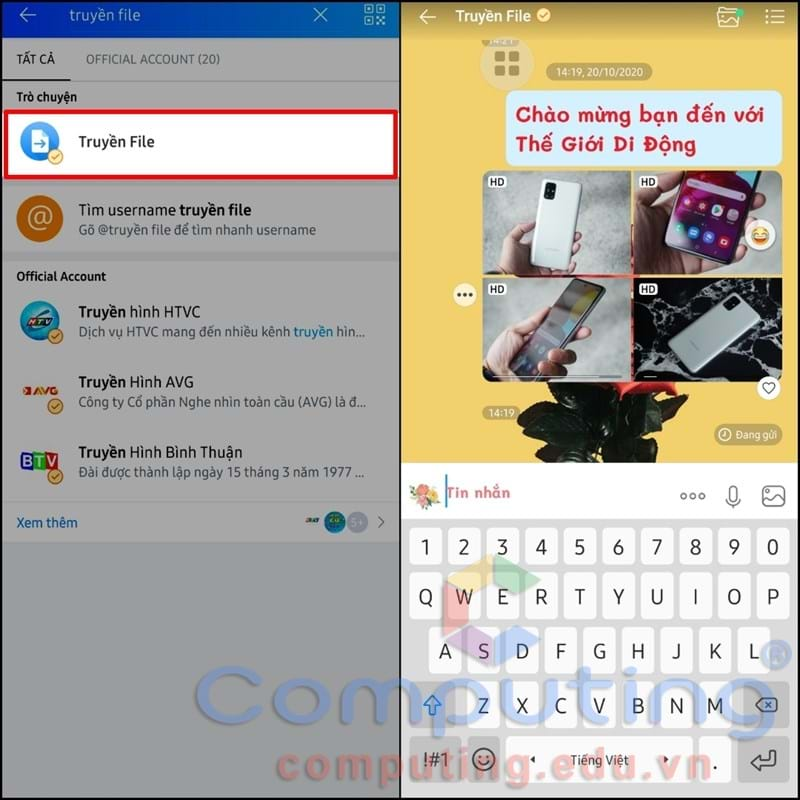 truyền file
TẤT CẢ
OFFICIAL ACCOUNT (20)
Trò chuyện
Truyền File
Tìm username truyền file
Gõ @truyền file để tìm nhanh username
Official Account
HTV
Truyền hình HTVC
Dịch vụ HTVC mang đến nhiều kênh truyền hìn...
AVG
Truyền Hình AVG
Công ty Cổ phần Nghe nhìn toàn cầu (AVG) là đ...
BTV
Truyền Hình Bình Thuận
Đài được thành lập ngày 15 tháng 3 năm 1977 ...
Xem thêm
5+
Truyền File
14:21
14:19, 20/10/2020
Chào mừng bạn đến với
Thế Giới Di Động
HD
HD
HD
HD
14:19
Đang gửi
Tin nhắn
1 2 3 4 5 6 7 8 9 0
Q W E R T Y U I O P
A S D F G H J K L
Z X C V B N M
!#1
Tiếng Việt
.
Computing®
computing.edu.vn